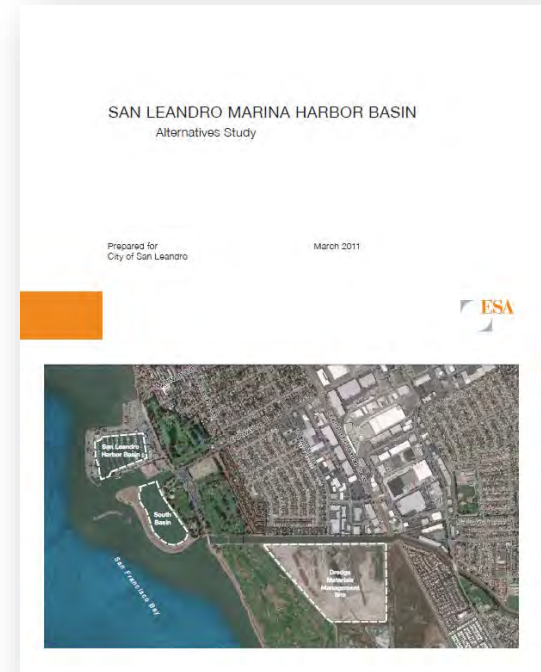 SAN LEANDRO MARINA HARBOR BASIN
Alternatives Study
Prepared for
City of San Leandro
March 2011
ESA
San Leandro
Harbor Basin
South
Basin
Dredge
Materials
Management
Site
San Francisco Bay